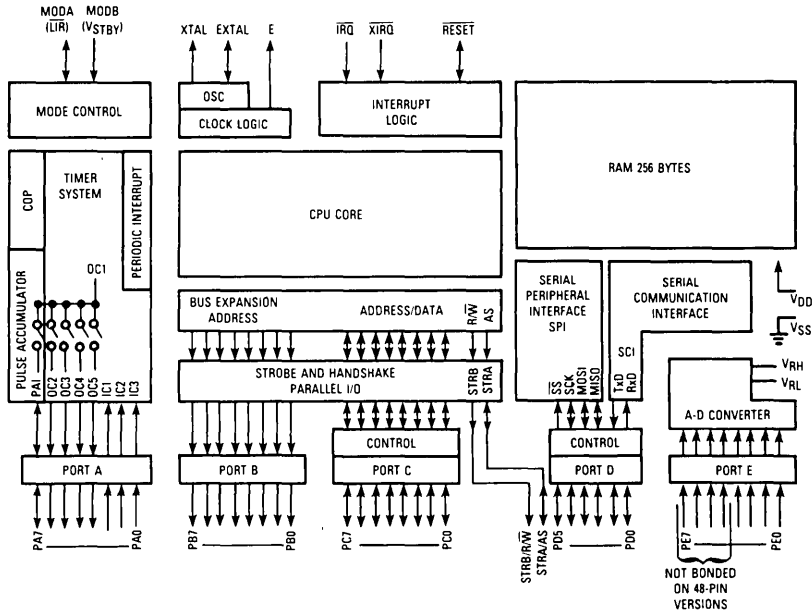 MODA MODB
(LIR) (VSTBY)
XTAL EXTAL E
IRQ XIRQ RESET
MODE CONTROL
OSC
CLOCK LOGIC
INTERRUPT
LOGIC
RAM 256 BYTES
COP
TIMER
SYSTEM
PERIODIC INTERRUPT
CPU CORE
PULSE ACCUMULATOR
OC1
PAI
OC2
OC3
OC4
OC5
IC1
IC2
IC3
BUS EXPANSION
ADDRESS
ADDRESS/DATA
R/W
AS
STROBE AND HANDSHAKE
PARALLEL I/O
STRB
STRA
SERIAL
PERIPHERAL
INTERFACE
SPI
SERIAL
COMMUNICATION
INTERFACE
SCI
SS
SCK
MOSI
MISO
TxD
RxD
VDD
VSS
VRH
VRL
A-D CONVERTER
CONTROL
CONTROL
PORT A
PORT B
PORT C
PORT D
PORT E
PA7
PA0
PB7
PB0
PC7
PC0
STRB/R/W
STRA/AS
PD5
PD0
PE7
PE0
NOT BONDED
ON 48-PIN
VERSIONS